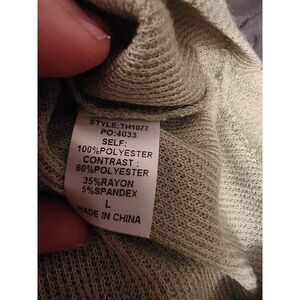 STYLE:TH1077
PO:4033
SELF:
100%POLYESTER
CONTRAST :
60%POLYESTER
35%RAYON
5%SPANDEX
L
MADE IN CHINA